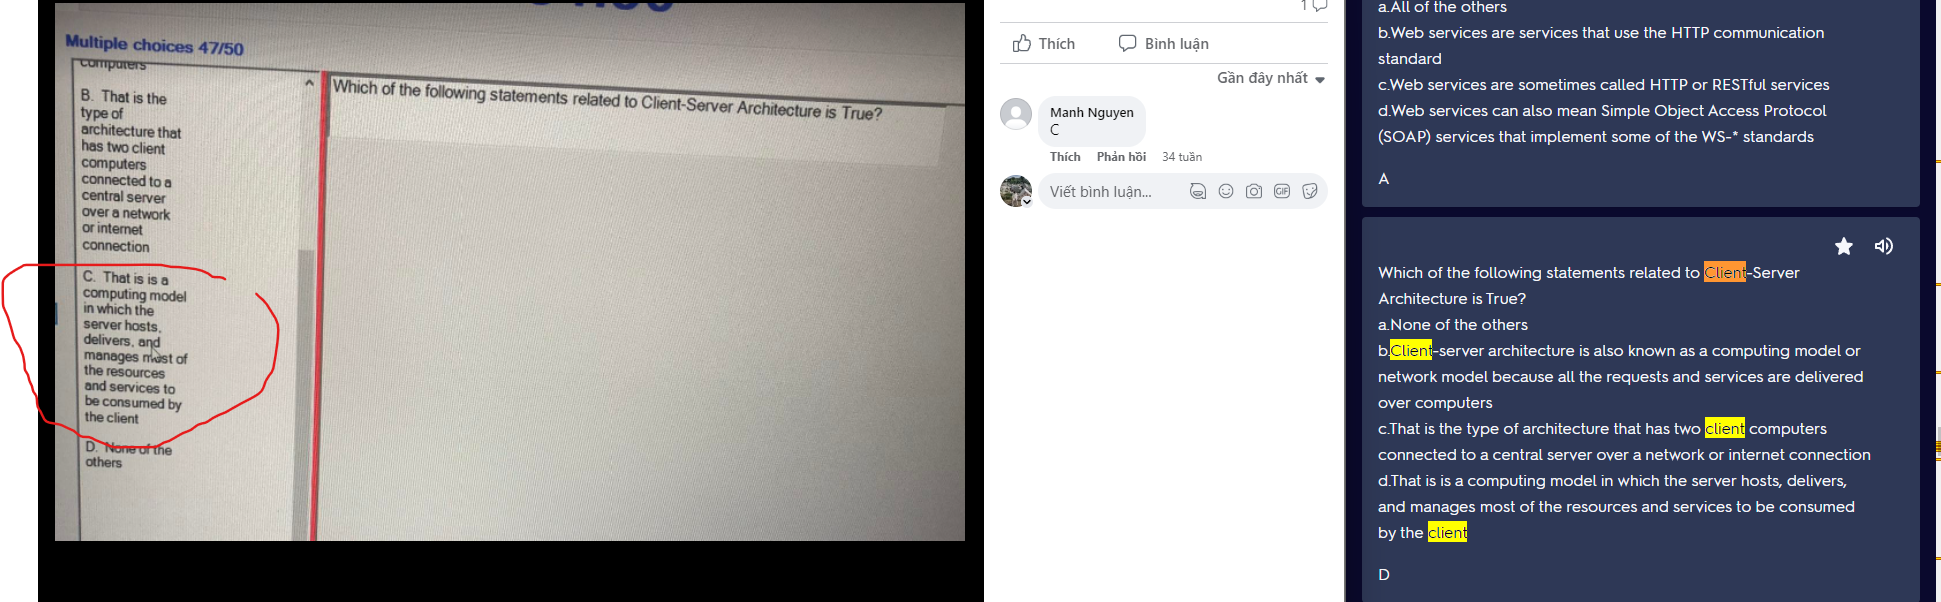 Multiple choices 47/50
computers
B. That is the
type of
architecture that
has two client
computers
connected to a
central server
over a network
or internet
connection
C. That is is a
computing model
in which the
server hosts,
delivers, and
manages most of
the resources
and services to
be consumed by
the client
D. None of the
others
Which of the following statements related to Client-Server Architecture is True?
1
Thích
Bình luận
Gần đây nhất
Manh Nguyen
C
Thích Phản hồi 34 tuần
Viết bình luận...
GIF
a.All of the others
b.Web services are services that use the HTTP communication
standard
c.Web services are sometimes called HTTP or RESTful services
d.Web services can also mean Simple Object Access Protocol
(SOAP) services that implement some of the WS-* standards
A
Which of the following statements related to Client-Server
Architecture is True?
a.None of the others
b.Client-server architecture is also known as a computing model or
network model because all the requests and services are delivered
over computers
c.That is the type of architecture that has two client computers
connected to a central server over a network or internet connection
d.That is is a computing model in which the server hosts, delivers,
and manages most of the resources and services to be consumed
by the client
D